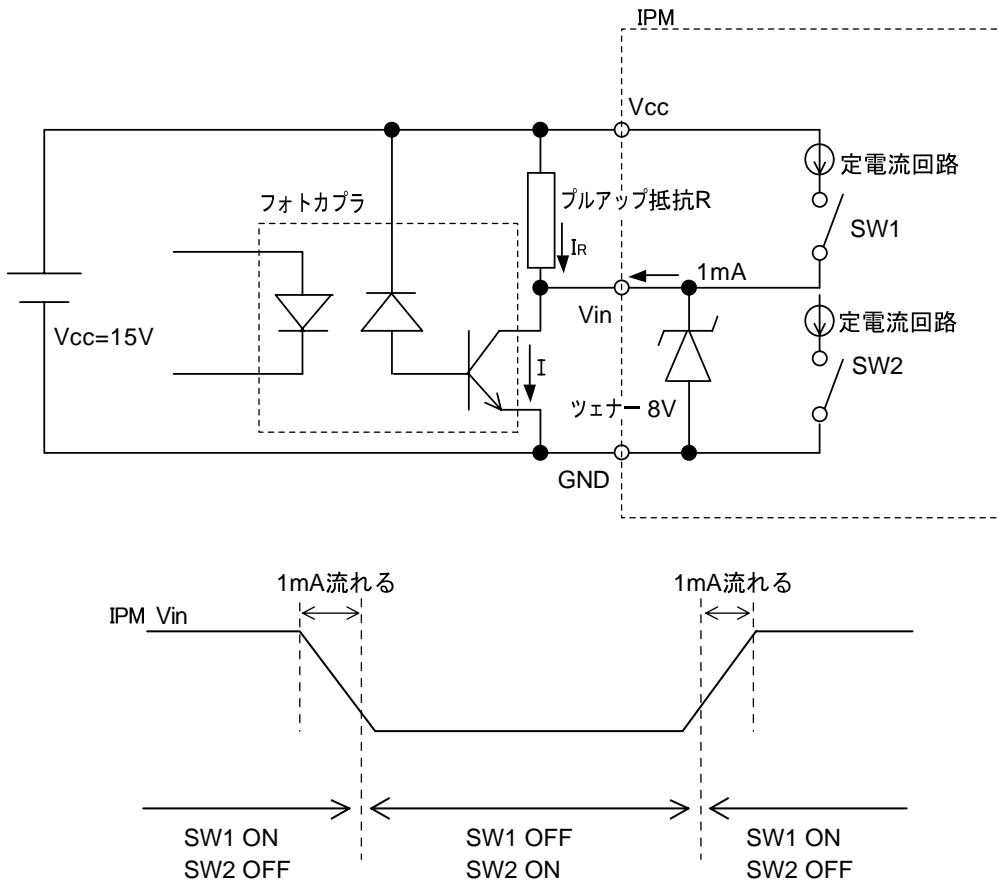 IPM
Vcc
定電流回路
フォトカプラ
プルアップ抵抗R
SW1
IR
1mA
Vin
定電流回路
Vcc=15V
I
SW2
ツェナー 8V
GND
1mA流れる
1mA流れる
IPM Vin
SW1 ON
SW2 OFF
SW1 OFF
SW2 ON
SW1 ON
SW2 OFF